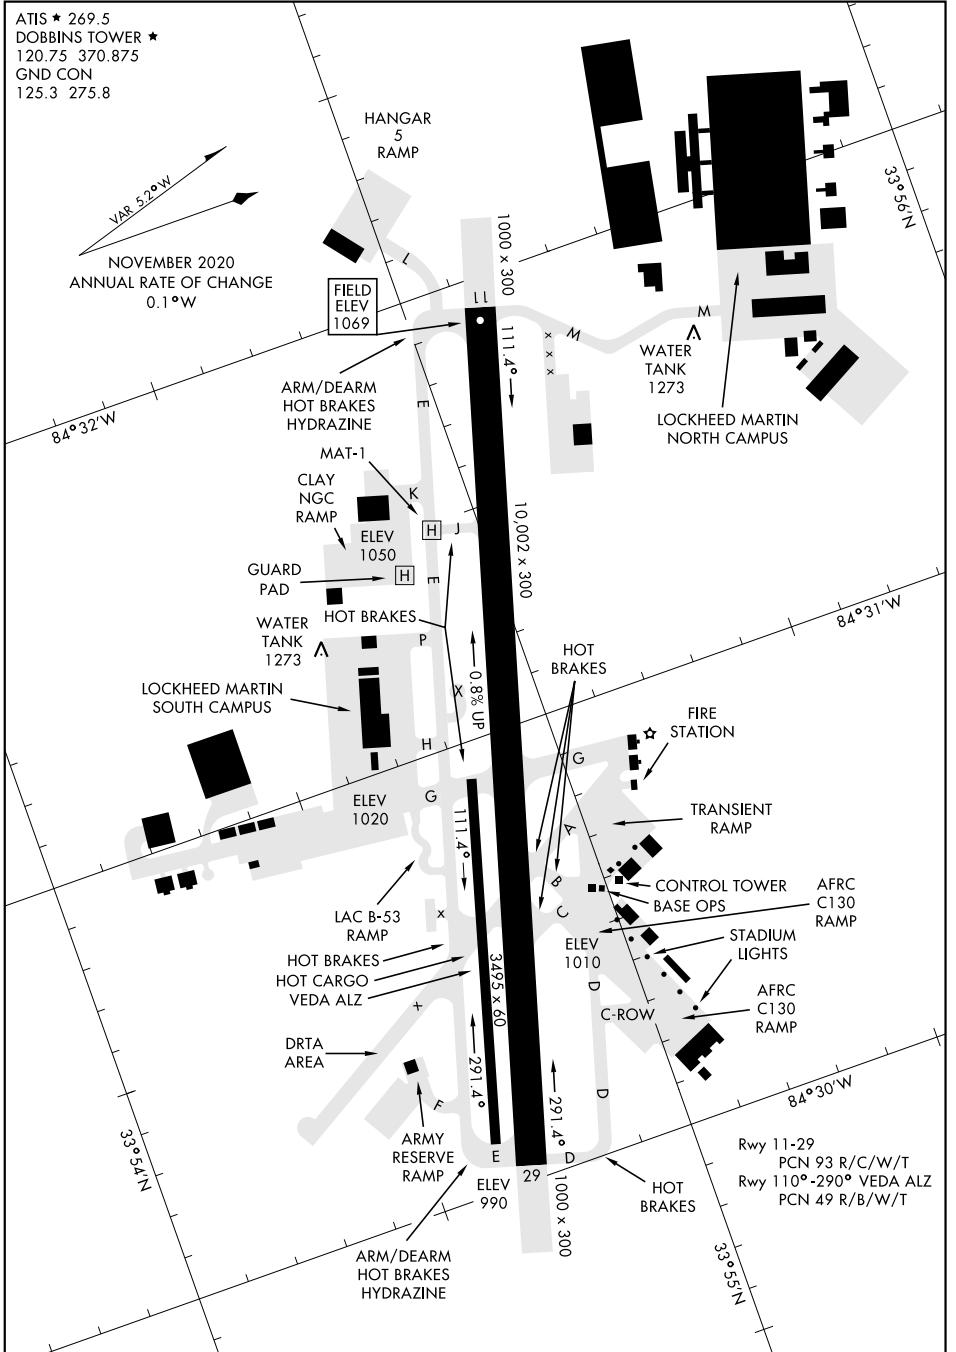 ATIS ★ 269.5
DOBBINS TOWER ★
120.75 370.875
GND CON
125.3 275.8
HANGAR
5
RAMP
VAR 5.2°W
NOVEMBER 2020
ANNUAL RATE OF CHANGE
0.1°W
33°56'N
1000 x 300
L
FIELD
ELEV
1069
11
M
M
111.4°
WATER
TANK
1273
x
x
x
ARM/DEARM
HOT BRAKES
HYDRAZINE
E
84°32'W
LOCKHEED MARTIN
NORTH CAMPUS
MAT-1
CLAY
NGC
RAMP
K
H
J
ELEV
1050
10,002 x 300
GUARD
PAD
H
E
HOT BRAKES
84°31'W
WATER
TANK
1273
P
HOT
BRAKES
0.8% UP
X
LOCKHEED MARTIN
SOUTH CAMPUS
FIRE
STATION
H
G
ELEV
1020
G
111.4°
TRANSIENT
RAMP
A
B
CONTROL TOWER
BASE OPS
AFRC
C130
RAMP
C
LAC B-53
RAMP
x
ELEV
1010
STADIUM
LIGHTS
HOT BRAKES
HOT CARGO
VEDA ALZ
3495 x 60
D
C-ROW
AFRC
C130
RAMP
x
DRTA
AREA
291.4°
291.4°
D
84°30'W
F
33°54'N
ARMY
RESERVE
RAMP
E
D
29
ELEV
990
1000 x 300
HOT
BRAKES
Rwy 11-29
PCN 93 R/C/W/T
Rwy 110°-290° VEDA ALZ
PCN 49 R/B/W/T
ARM/DEARM
HOT BRAKES
HYDRAZINE
33°55'N